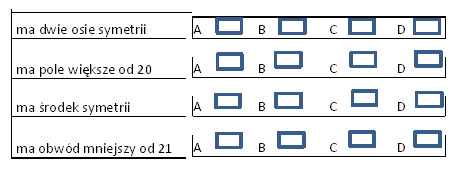 ma dwie osie symetrii A B C D
ma pole większe od 20 A B C D
ma środek symetrii A B C D
ma obwód mniejszy od 21 A B C D